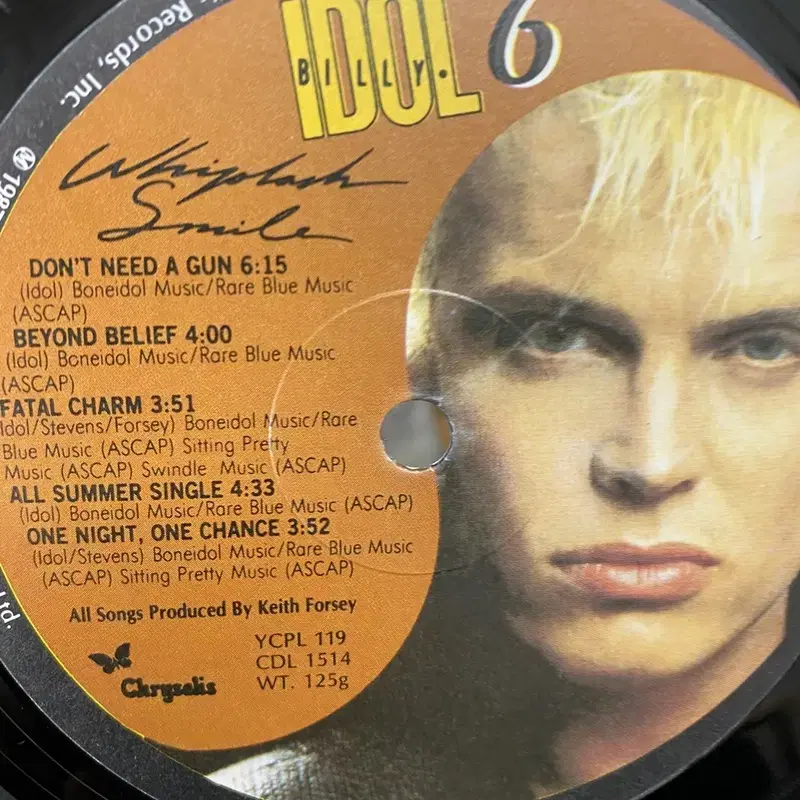 IDOL 6
BILLY.
Records, Inc.
Ⓜ 1987
Whiplash
Smile
DON'T NEED A GUN 6:15
(Idol) Boneidol Music/Rare Blue Music
(ASCAP)
BEYOND BELIEF 4:00
(Idol) Boneidol Music/Rare Blue Music
(ASCAP)
FATAL CHARM 3:51
Idol/Stevens/Forsey) Boneidol Music/Rare
Blue Music (ASCAP) Sitting Pretty
Music (ASCAP) Swindle Music (ASCAP)
ALL SUMMER SINGLE 4:33
(Idol) Boneidol Music/Rare Blue Music (ASCAP)
ONE NIGHT, ONE CHANCE 3:52
(Idol/Stevens) Boneidol Music/Rare Blue Music
(ASCAP) Sitting Pretty Music (ASCAP)
All Songs Produced By Keith Forsey
YCPL 119
CDL 1514
WT. 125g
Chrysalis
Ltd.